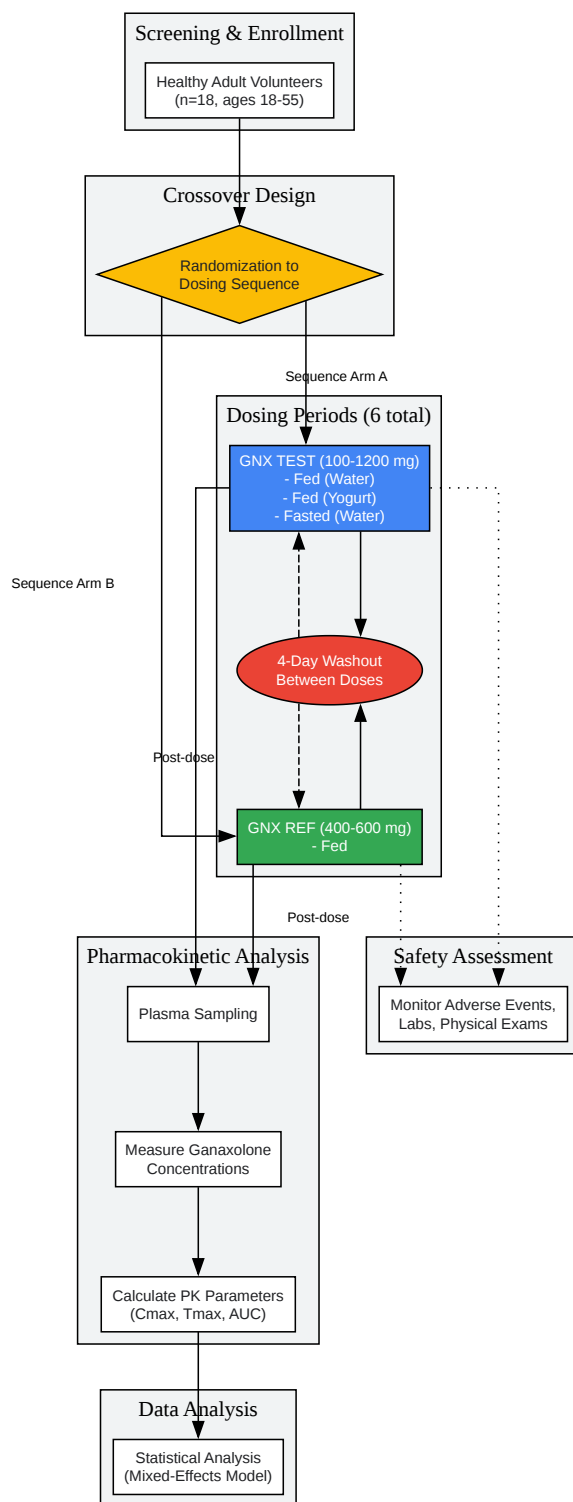 Screening & Enrollment
Healthy Adult Volunteers
(n=18, ages 18-55)
Crossover Design
Randomization to
Dosing Sequence
Sequence Arm A
Dosing Periods (6 total)
GNX TEST (100-1200 mg)
- Fed (Water)
- Fed (Yogurt)
- Fasted (Water)
Sequence Arm B
4-Day Washout
Between Doses
Post-dose
GNX REF (400-600 mg)
- Fed
Post-dose
Pharmacokinetic Analysis
Safety Assessment
Plasma Sampling
Monitor Adverse Events,
Labs, Physical Exams
Measure Ganaxolone
Concentrations
Calculate PK Parameters
(Cmax, Tmax, AUC)
Data Analysis
Statistical Analysis
(Mixed-Effects Model)